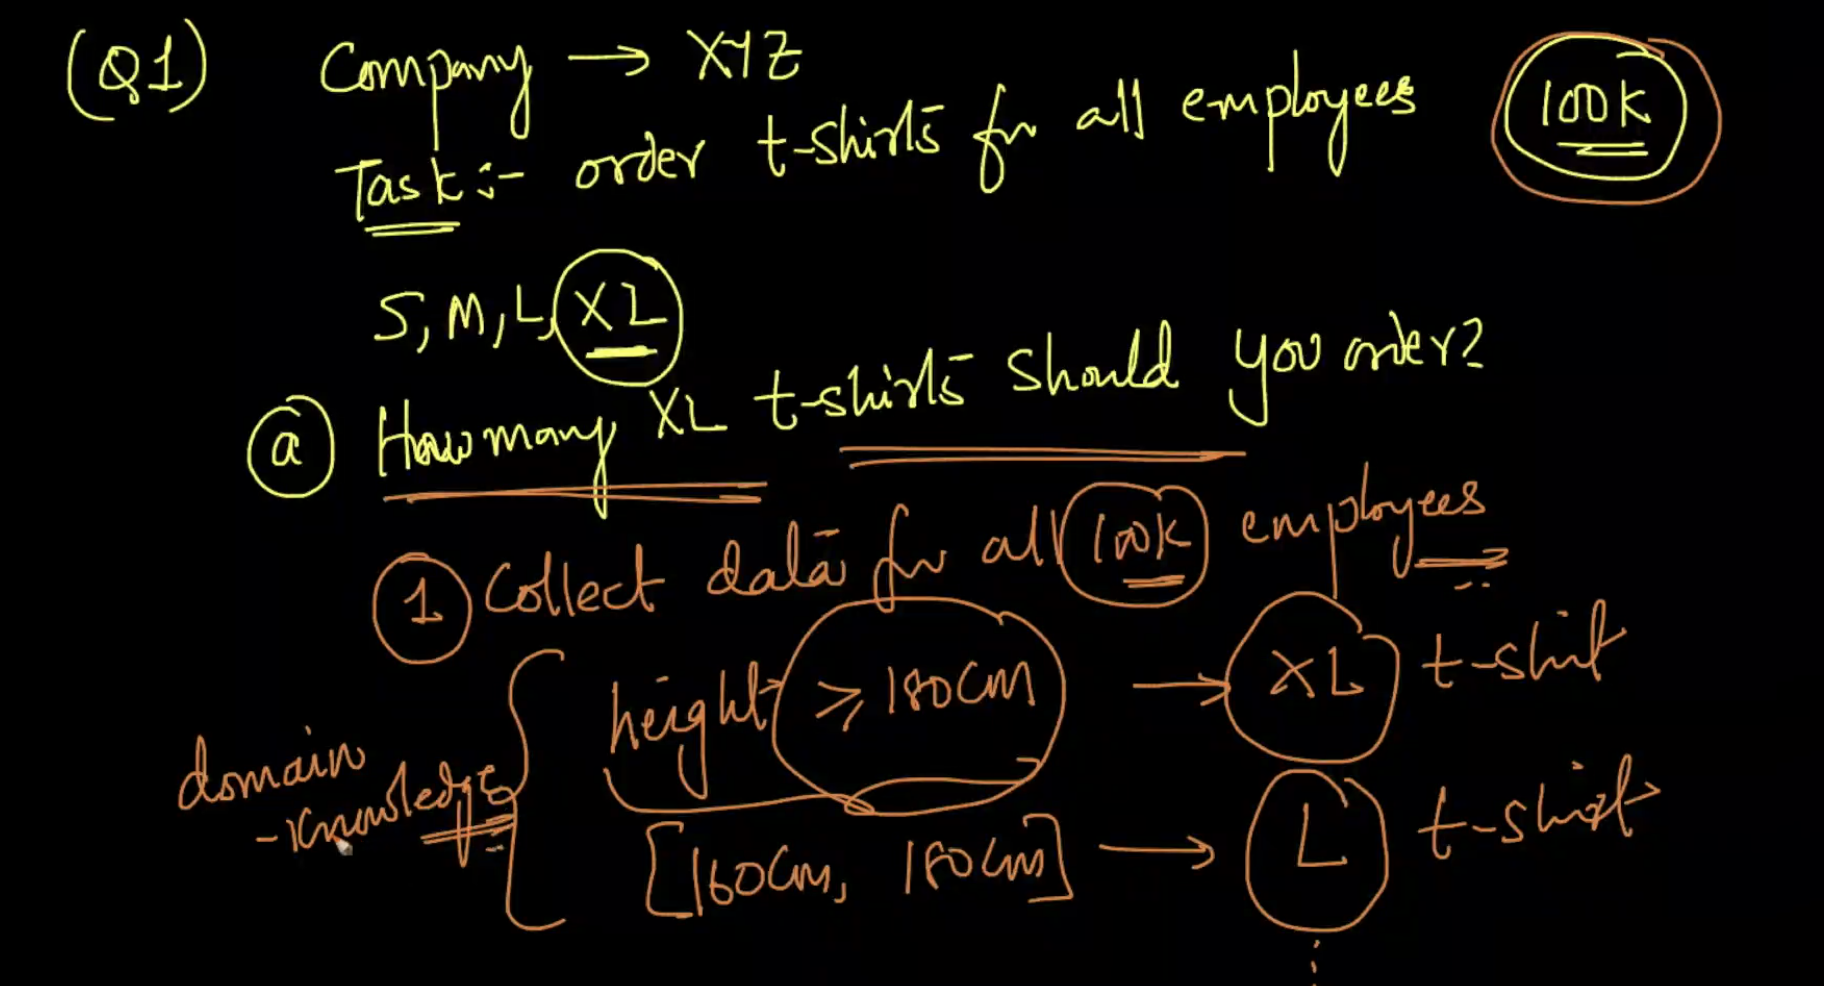 (Q1) Company → XYZ
Task:- order t-shirts for all employees 100K
S, M, L, XL
(a) How many XL t-shirts should you order?
(1) Collect data for all 100K employees
height ≥ 180cm → XL t-shirt
domain
-knowledge
[160cm, 180cm] → L t-shirt